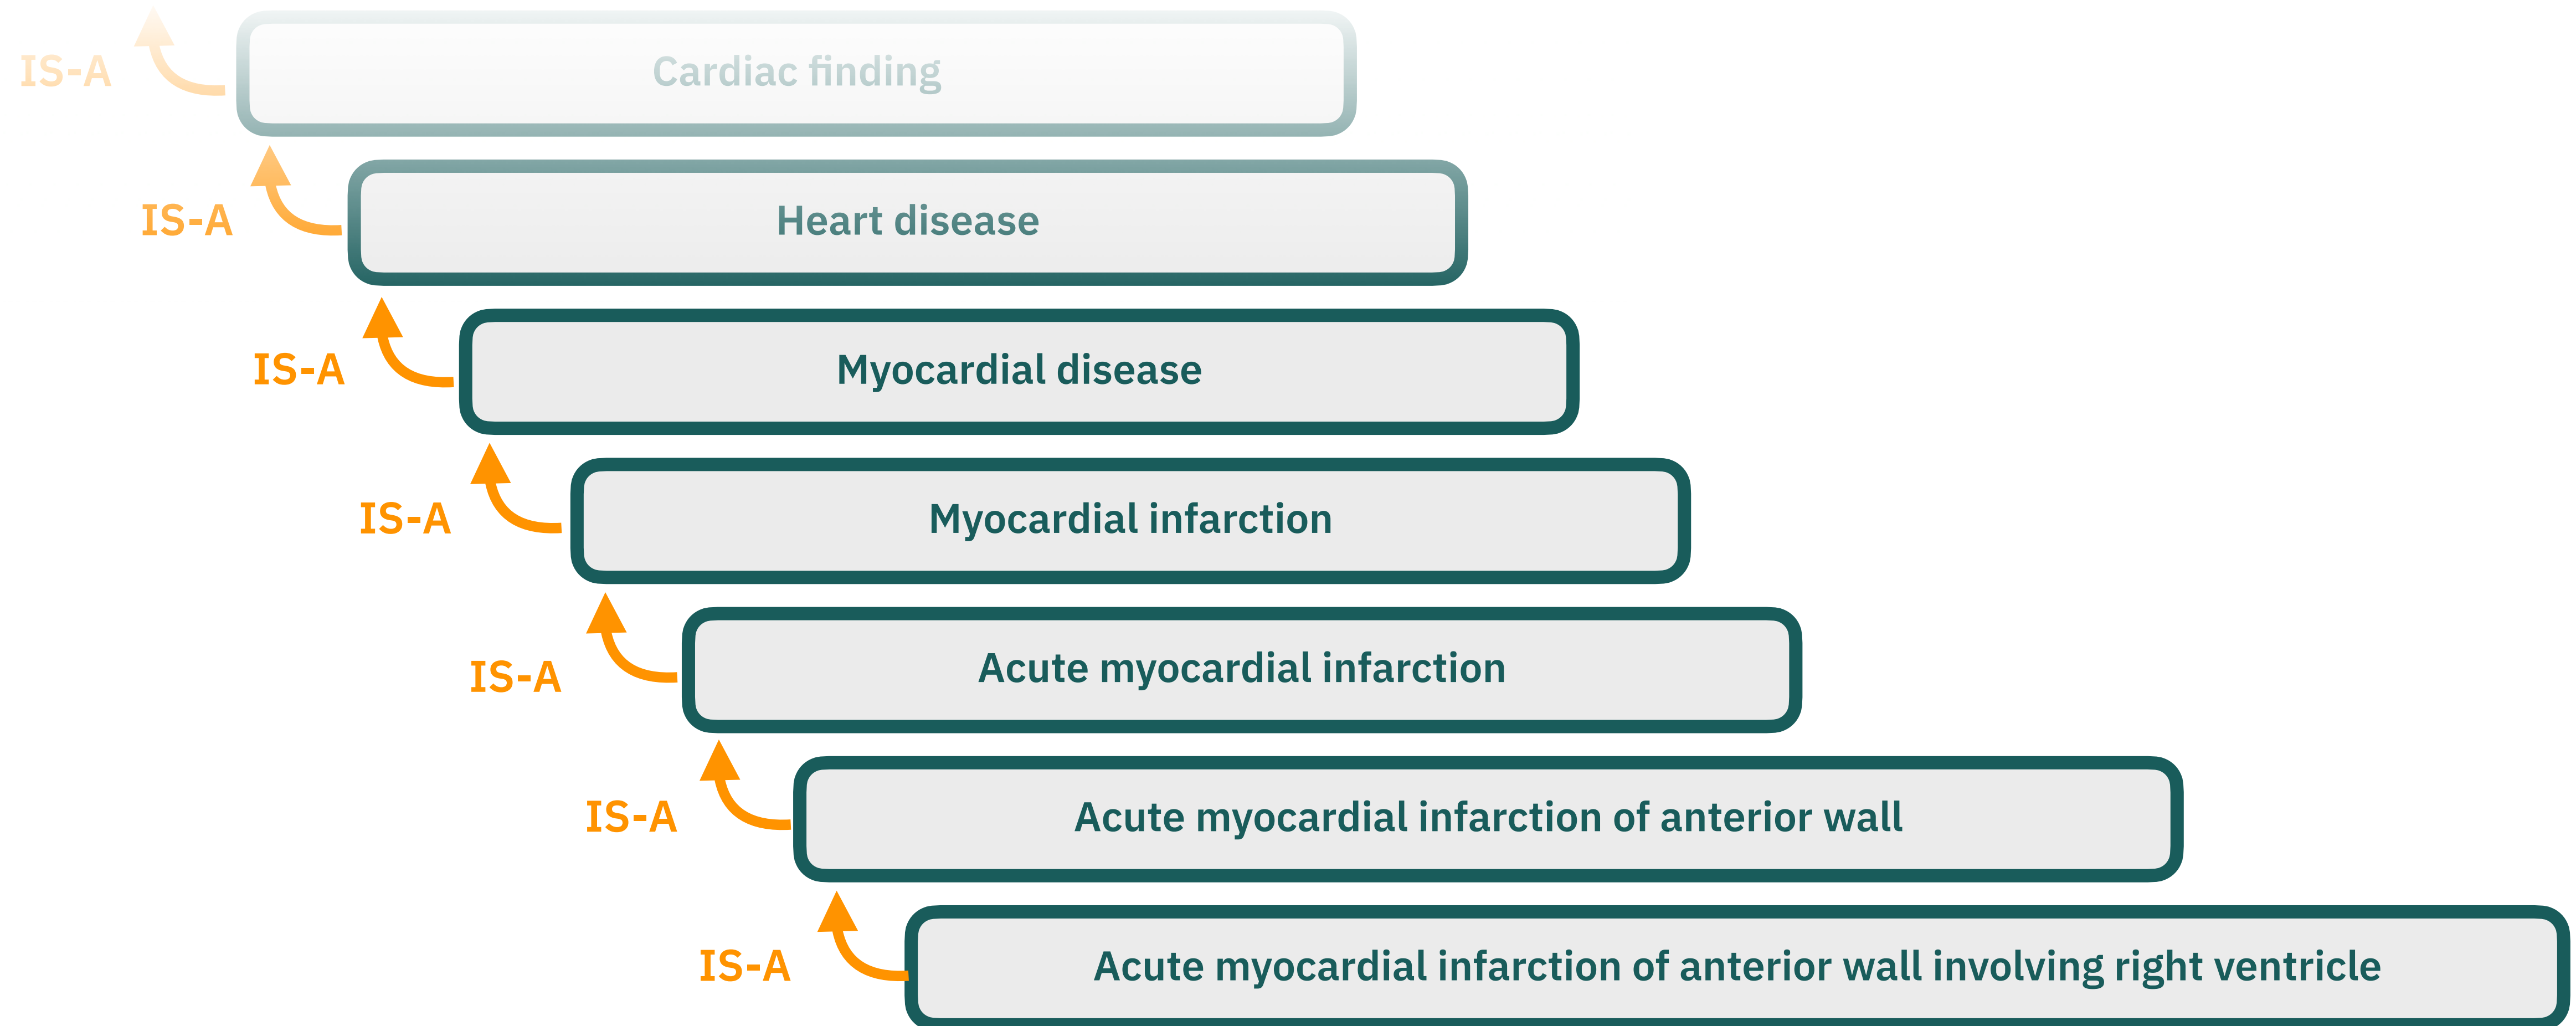 IS-A
Cardiac finding
IS-A
Heart disease
IS-A
Myocardial disease
IS-A
Myocardial infarction
IS-A
Acute myocardial infarction
IS-A
Acute myocardial infarction of anterior wall
IS-A
Acute myocardial infarction of anterior wall involving right ventricle